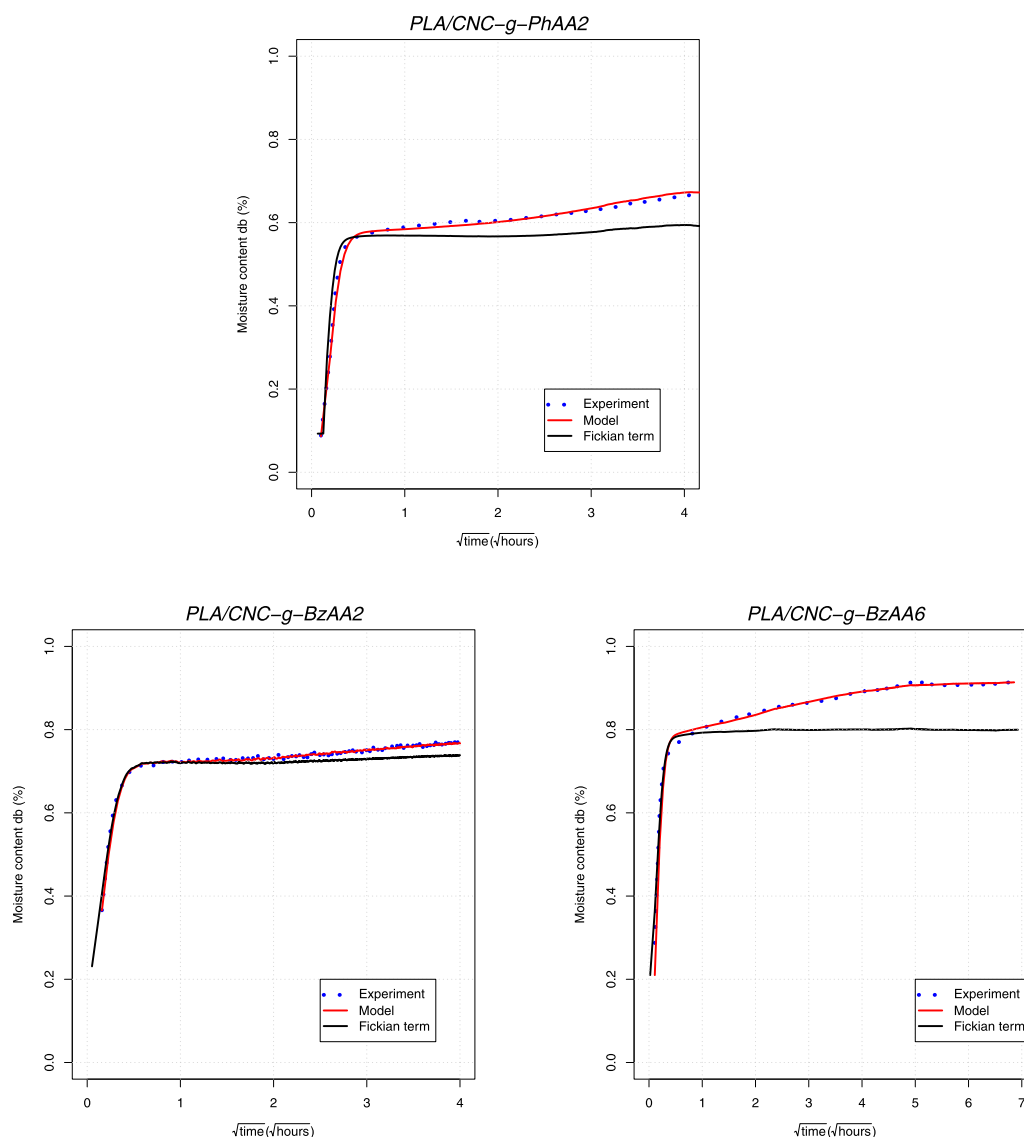 PLA/CNC−g−PhAA2
1.0
0.8
0.6
0.4
0.2
0.0
Moisture content db (%)
Experiment
Model
Fickian term
0 1 2 3 4
√time(√hours)
PLA/CNC−g−BzAA2
1.0
0.8
0.6
0.4
0.2
0.0
Moisture content db (%)
Experiment
Model
Fickian term
0 1 2 3 4
√time(√hours)
PLA/CNC−g−BzAA6
1.0
0.8
0.6
0.4
0.2
0.0
Moisture content db (%)
Experiment
Model
Fickian term
0 1 2 3 4 5 6 7
√time(√hours)